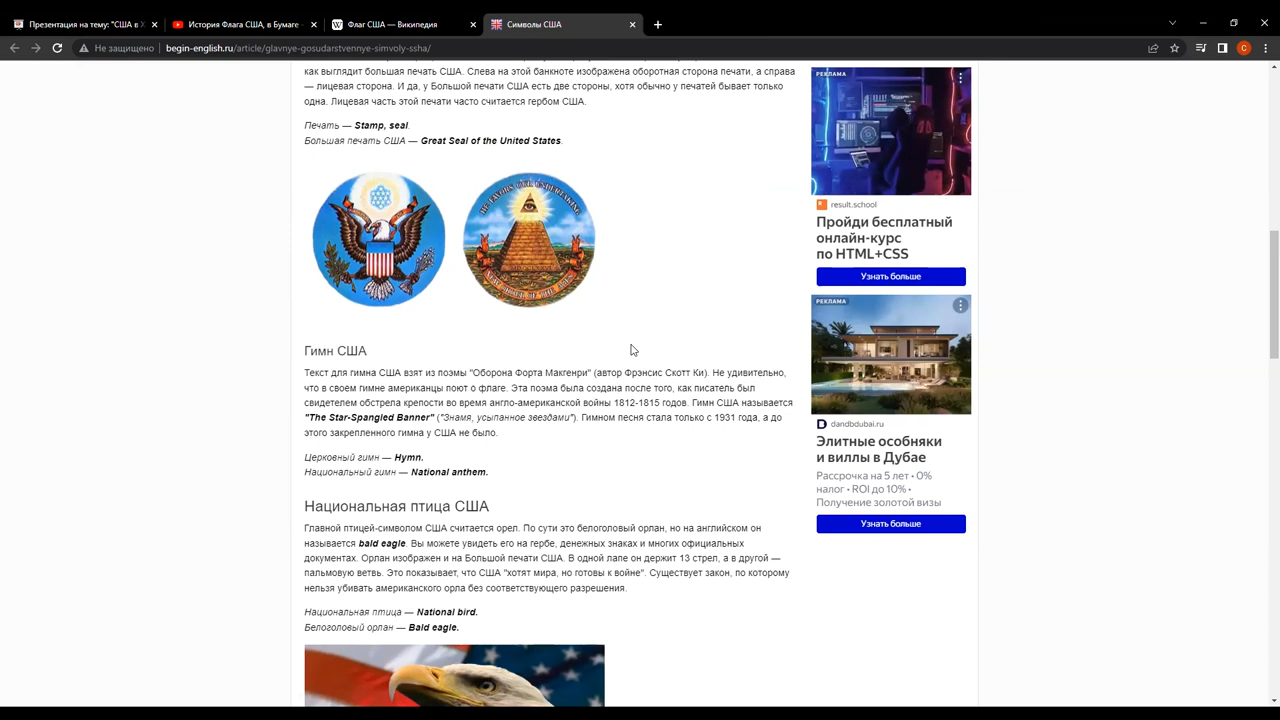 Презентация на тему: "США в X
История Флага США, в Бумаге -
Флаг США — Википедия
Символы США
Не защищено
begin-english.ru/article/glavnye-gosudarstvennye-simvoly-ssha/
C
как выглядит большая печать США. Слева на этой банкноте изображена оборотная сторона печати, а справа
— лицевая сторона. И да, у Большой печати США есть две стороны, хотя обычно у печатей бывает только
одна. Лицевая часть этой печати часто считается гербом США.
Печать — Stamp, seal.
Большая печать США — Great Seal of the United States.
Гимн США
Текст для гимна США взят из поэмы "Оборона Форта Макгенри" (автор Фрэнсис Скотт Ки). Не удивительно,
что в своем гимне американцы поют о флаге. Эта поэма была создана после того, как писатель был
свидетелем обстрела крепости во время англо-американской войны 1812-1815 годов. Гимн США называется
"The Star-Spangled Banner" ("Знамя, усыпанное звездами"). Гимном песня стала только с 1931 года, а до
этого закрепленного гимна у США не было.
Церковный гимн — Hymn.
Национальный гимн — National anthem.
Национальная птица США
Главной птицей-символом США считается орел. По сути это белоголовый орлан, но на английском он
называется bald eagle. Вы можете увидеть его на гербе, денежных знаках и многих официальных
документах. Орлан изображен и на Большой печати США. В одной лапе он держит 13 стрел, а в другой —
пальмовую ветвь. Это показывает, что США "хотят мира, но готовы к войне". Существует закон, по которому
нельзя убивать американского орла без соответствующего разрешения.
Национальная птица — National bird.
Белоголовый орлан — Bald eagle.
РЕКЛАМА
result.school
Пройди бесплатный
онлайн-курс
по HTML+CSS
Узнать больше
РЕКЛАМА
dandbdubai.ru
Элитные особняки
и виллы в Дубае
Рассрочка на 5 лет • 0%
налог • ROI до 10% •
Получение золотой визы
Узнать больше